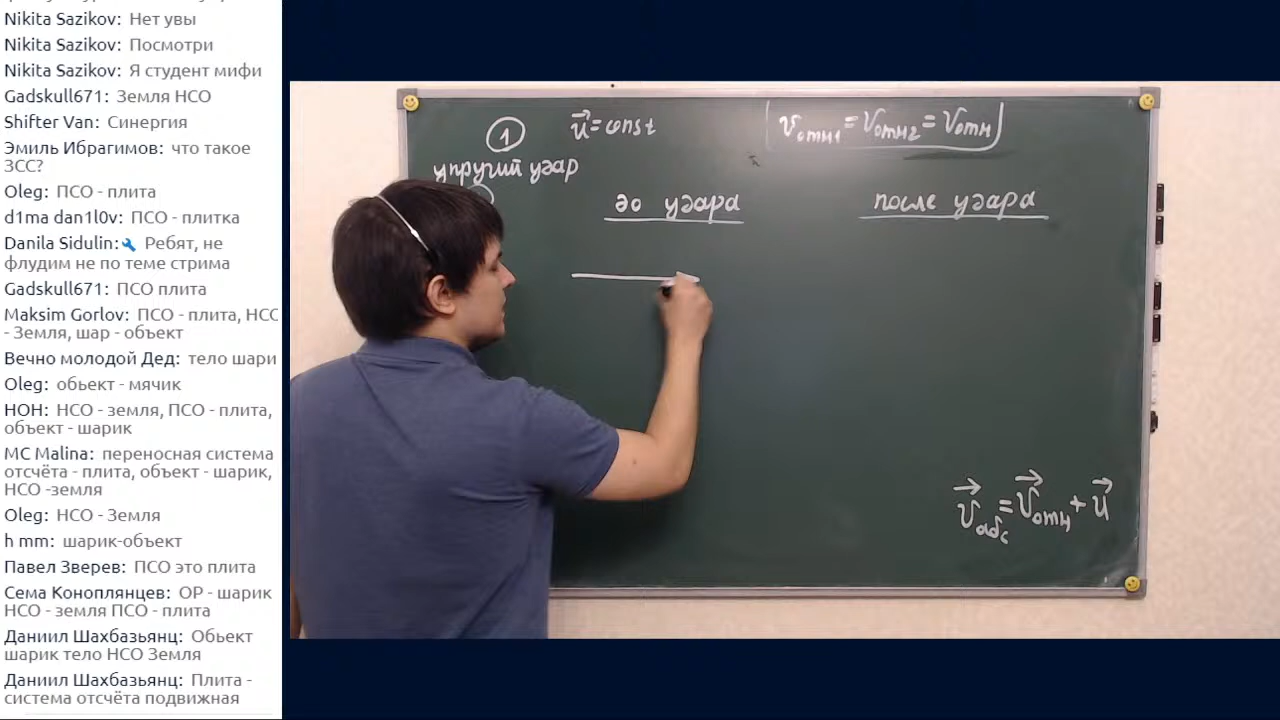 Nikita Sazikov: Нет увы
Nikita Sazikov: Посмотри
Nikita Sazikov: Я студент мифи
Gadskull671: Земля НСО
Shifter Van: Синергия
Эмиль Ибрагимов: что такое
ЗСС?
Oleg: ПСО - плита
d1ma dan1l0v: ПСО - плитка
Danila Sidulin: Ребят, не
флудим не по теме стрима
Gadskull671: ПСО плита
Maksim Gorlov: ПСО - плита, НСС
- Земля, шар - объект
Вечно молодой Дед: тело шари
Oleg: обьект - мячик
НОН: НСО - земля, ПСО - плита,
объект - шарик
MC Malina: переносная система
отсчёта - плита, объект - шарик,
НСО -земля
Oleg: НСО - Земля
h mm: шарик-объект
Павел Зверев: ПСО это плита
Сема Коноплянцев: ОР - шарик
НСО - земля ПСО - плита
Даниил Шахбазьянц: Обьект
шарик тело НСО Земля
Даниил Шахбазьянц: Плита -
система отсчёта подвижная
1
u⃗ = const
vотн1 = vотн2 = vотн
упругий удар
до удара
после удара
v⃗абс = v⃗отн + u⃗